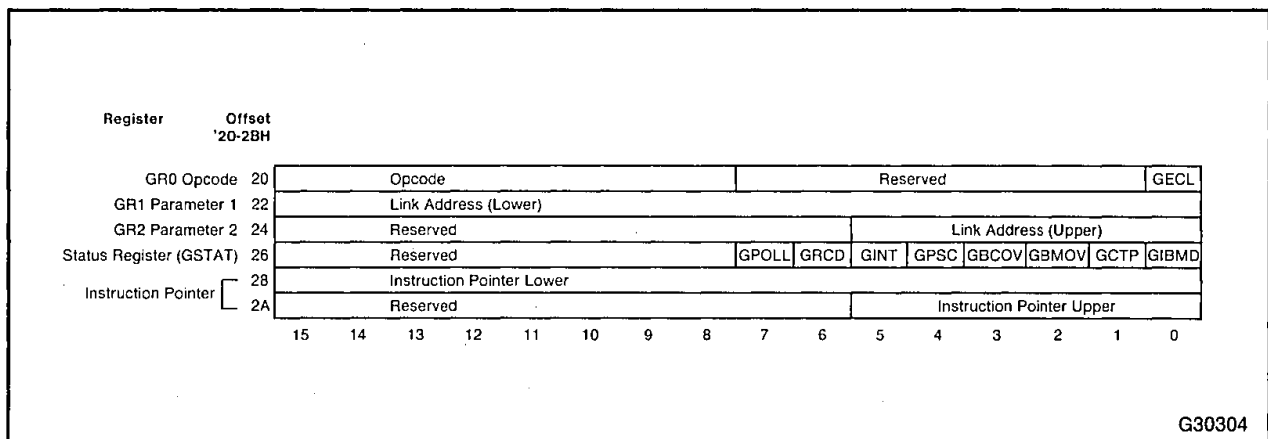 Register Offset
'20-2BH
GR0 Opcode 20 Opcode Reserved GECL
GR1 Parameter 1 22 Link Address (Lower)
GR2 Parameter 2 24 Reserved Link Address (Upper)
Status Register (GSTAT) 26 Reserved GPOLL GRCD GINT GPSC GBCOV GBMOV GCTP GIBMD
28 Instruction Pointer Lower
Instruction Pointer
2A Reserved Instruction Pointer Upper
15 14 13 12 11 10 9 8 7 6 5 4 3 2 1 0
G30304